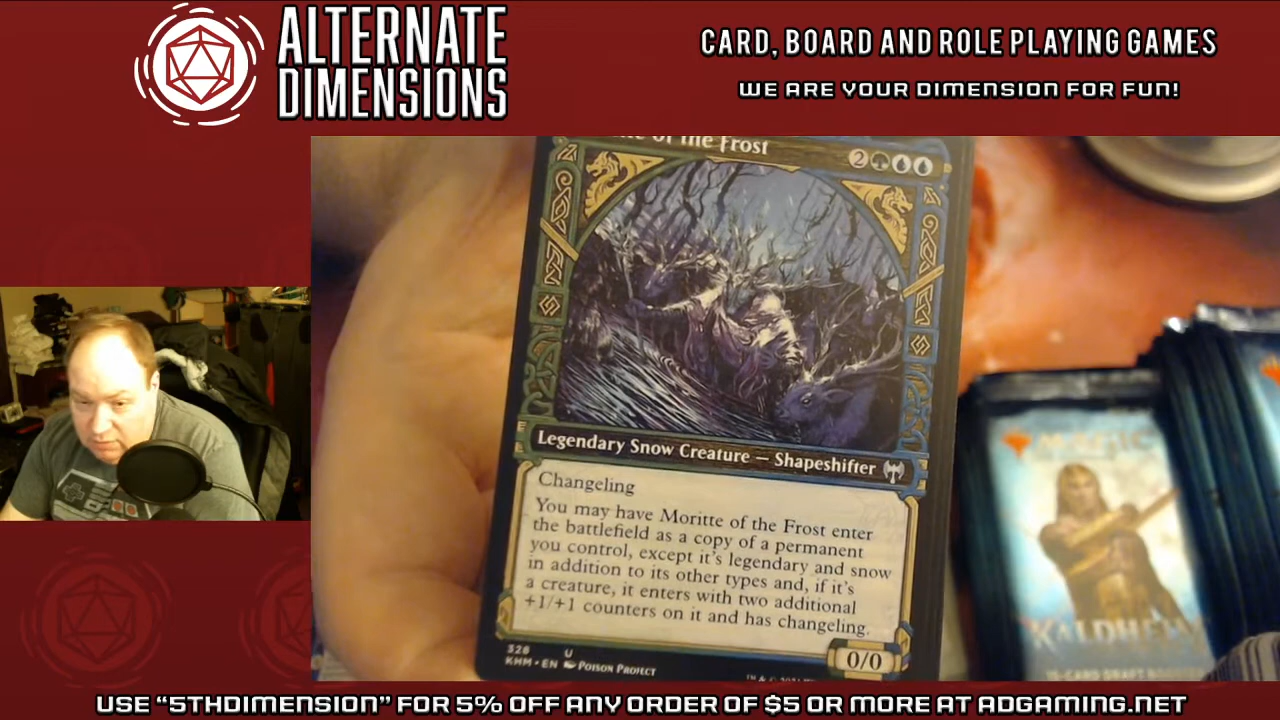 ALTERNATE
DIMENSIONS
CARD, BOARD AND ROLE PLAYING GAMES
WE ARE YOUR DIMENSION FOR FUN!
of the Frost
2
Legendary Snow Creature — Shapeshifter
Changeling
You may have Moritte of the Frost enter
the battlefield as a copy of a permanent
you control, except it's legendary and snow
in addition to its other types and, if it's
a creature, it enters with two additional
+1/+1 counters on it and has changeling.
0/0
328 U
KHM • EN POISON PROJECT
MAGIC
KALDHEIM
USE "5THDIMENSION" FOR 5% OFF ANY ORDER OF $5 OR MORE AT ADGAMING.NET